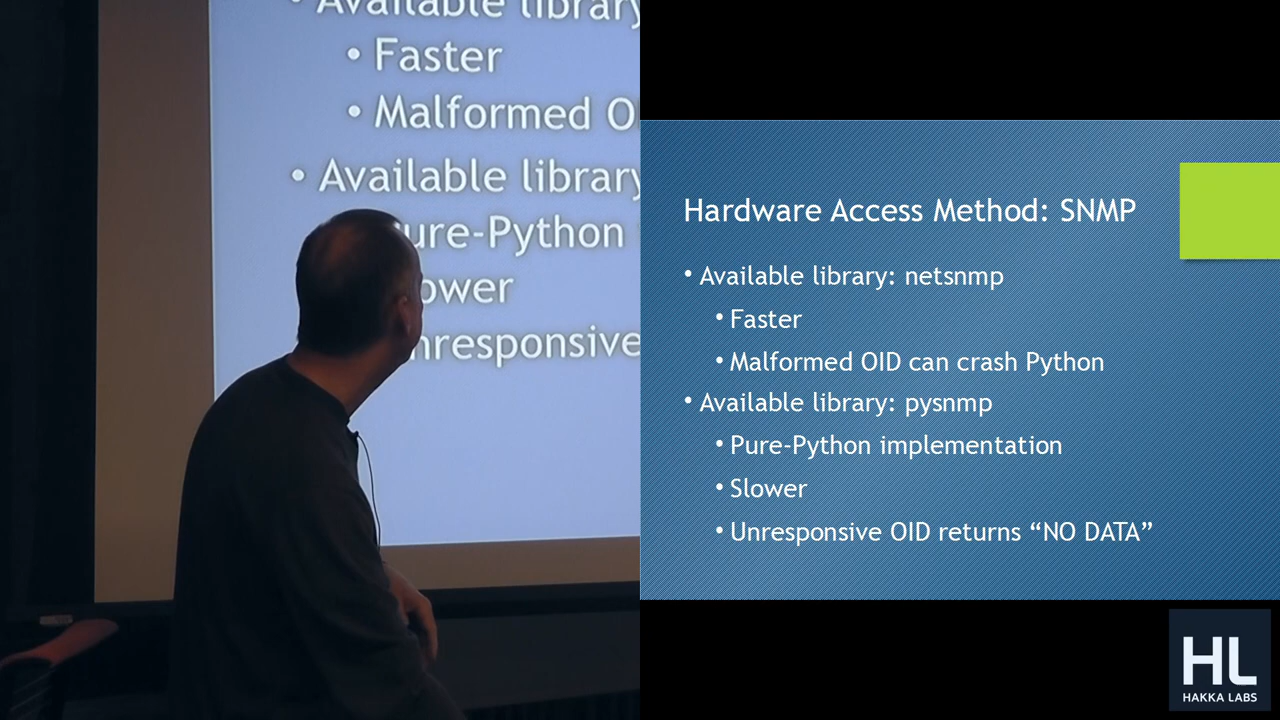 • Available library
• Faster
• Malformed O
• Available library
ure-Python
ower
nresponsive
Hardware Access Method: SNMP
• Available library: netsnmp
• Faster
• Malformed OID can crash Python
• Available library: pysnmp
• Pure-Python implementation
• Slower
• Unresponsive OID returns “NO DATA”
HL
HAKKA LABS